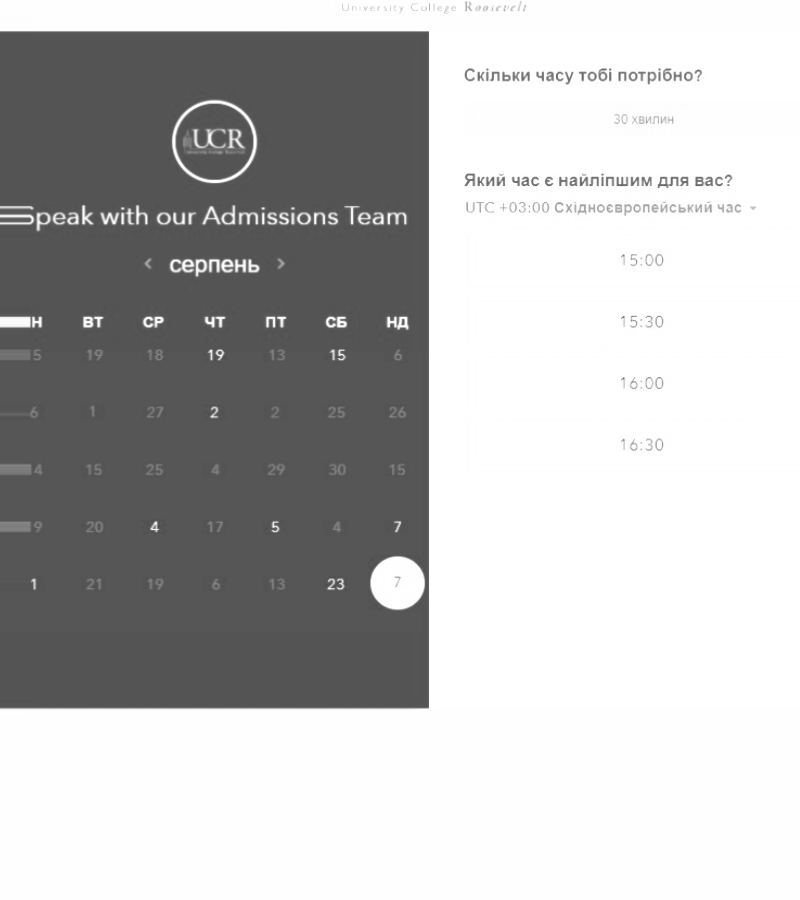 University College Roosevelt
UCR
Speak with our Admissions Team
серпень
Н ВТ СР ЧТ ПТ СБ НД
5 19 18 19 13 15 6
6 1 27 2 2 25 26
4 15 25 4 29 30 15
9 20 4 17 5 4 7
1 21 19 6 13 23 7
Скільки часу тобі потрібно?
30 хвилин
Який час є найліпшим для вас?
UTC +03:00 Східноєвропейський час
15:00
15:30
16:00
16:30